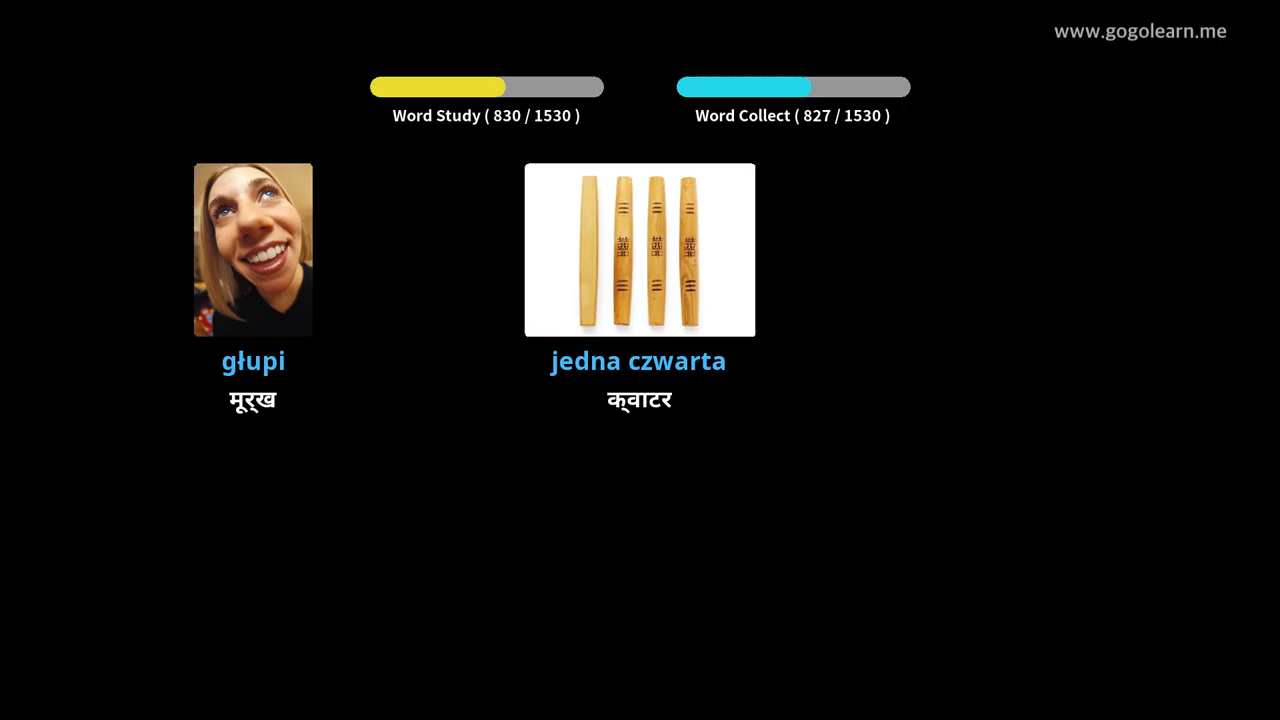 www.gogolearn.me
Word Study ( 830 / 1530 )
Word Collect ( 827 / 1530 )
głupi
jedna czwarta
मूर्ख
क्वाटर